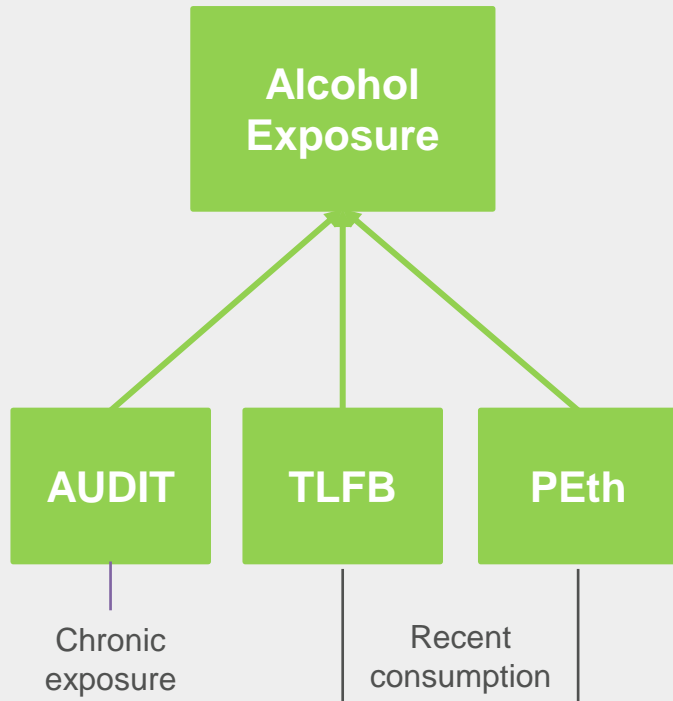 Alcohol
Exposure
AUDIT
TLFB
PEth
Chronic
exposure
Recent
consumption